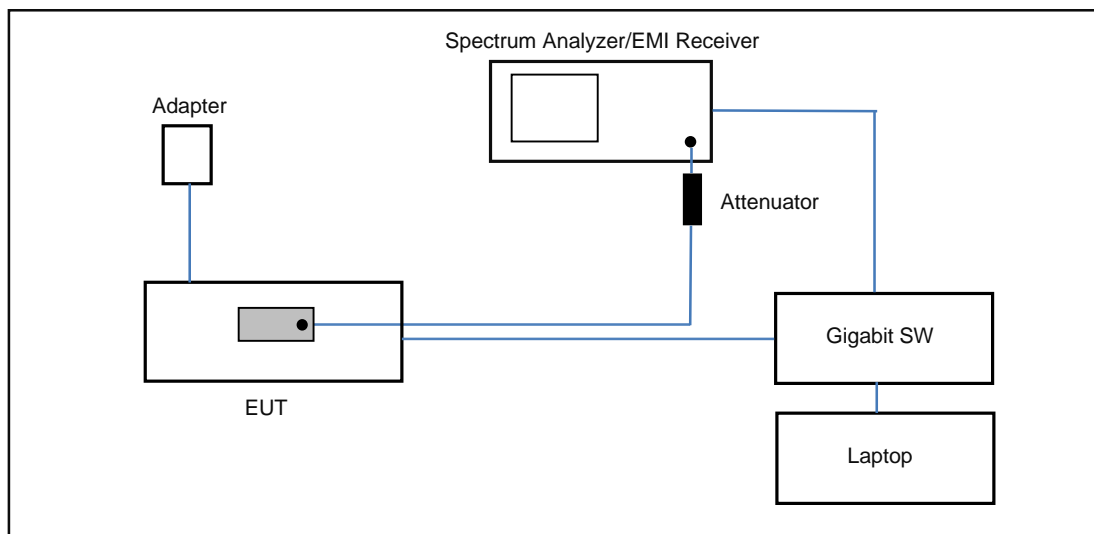 Spectrum Analyzer/EMI Receiver
Adapter
Attenuator
Gigabit SW
EUT
Laptop